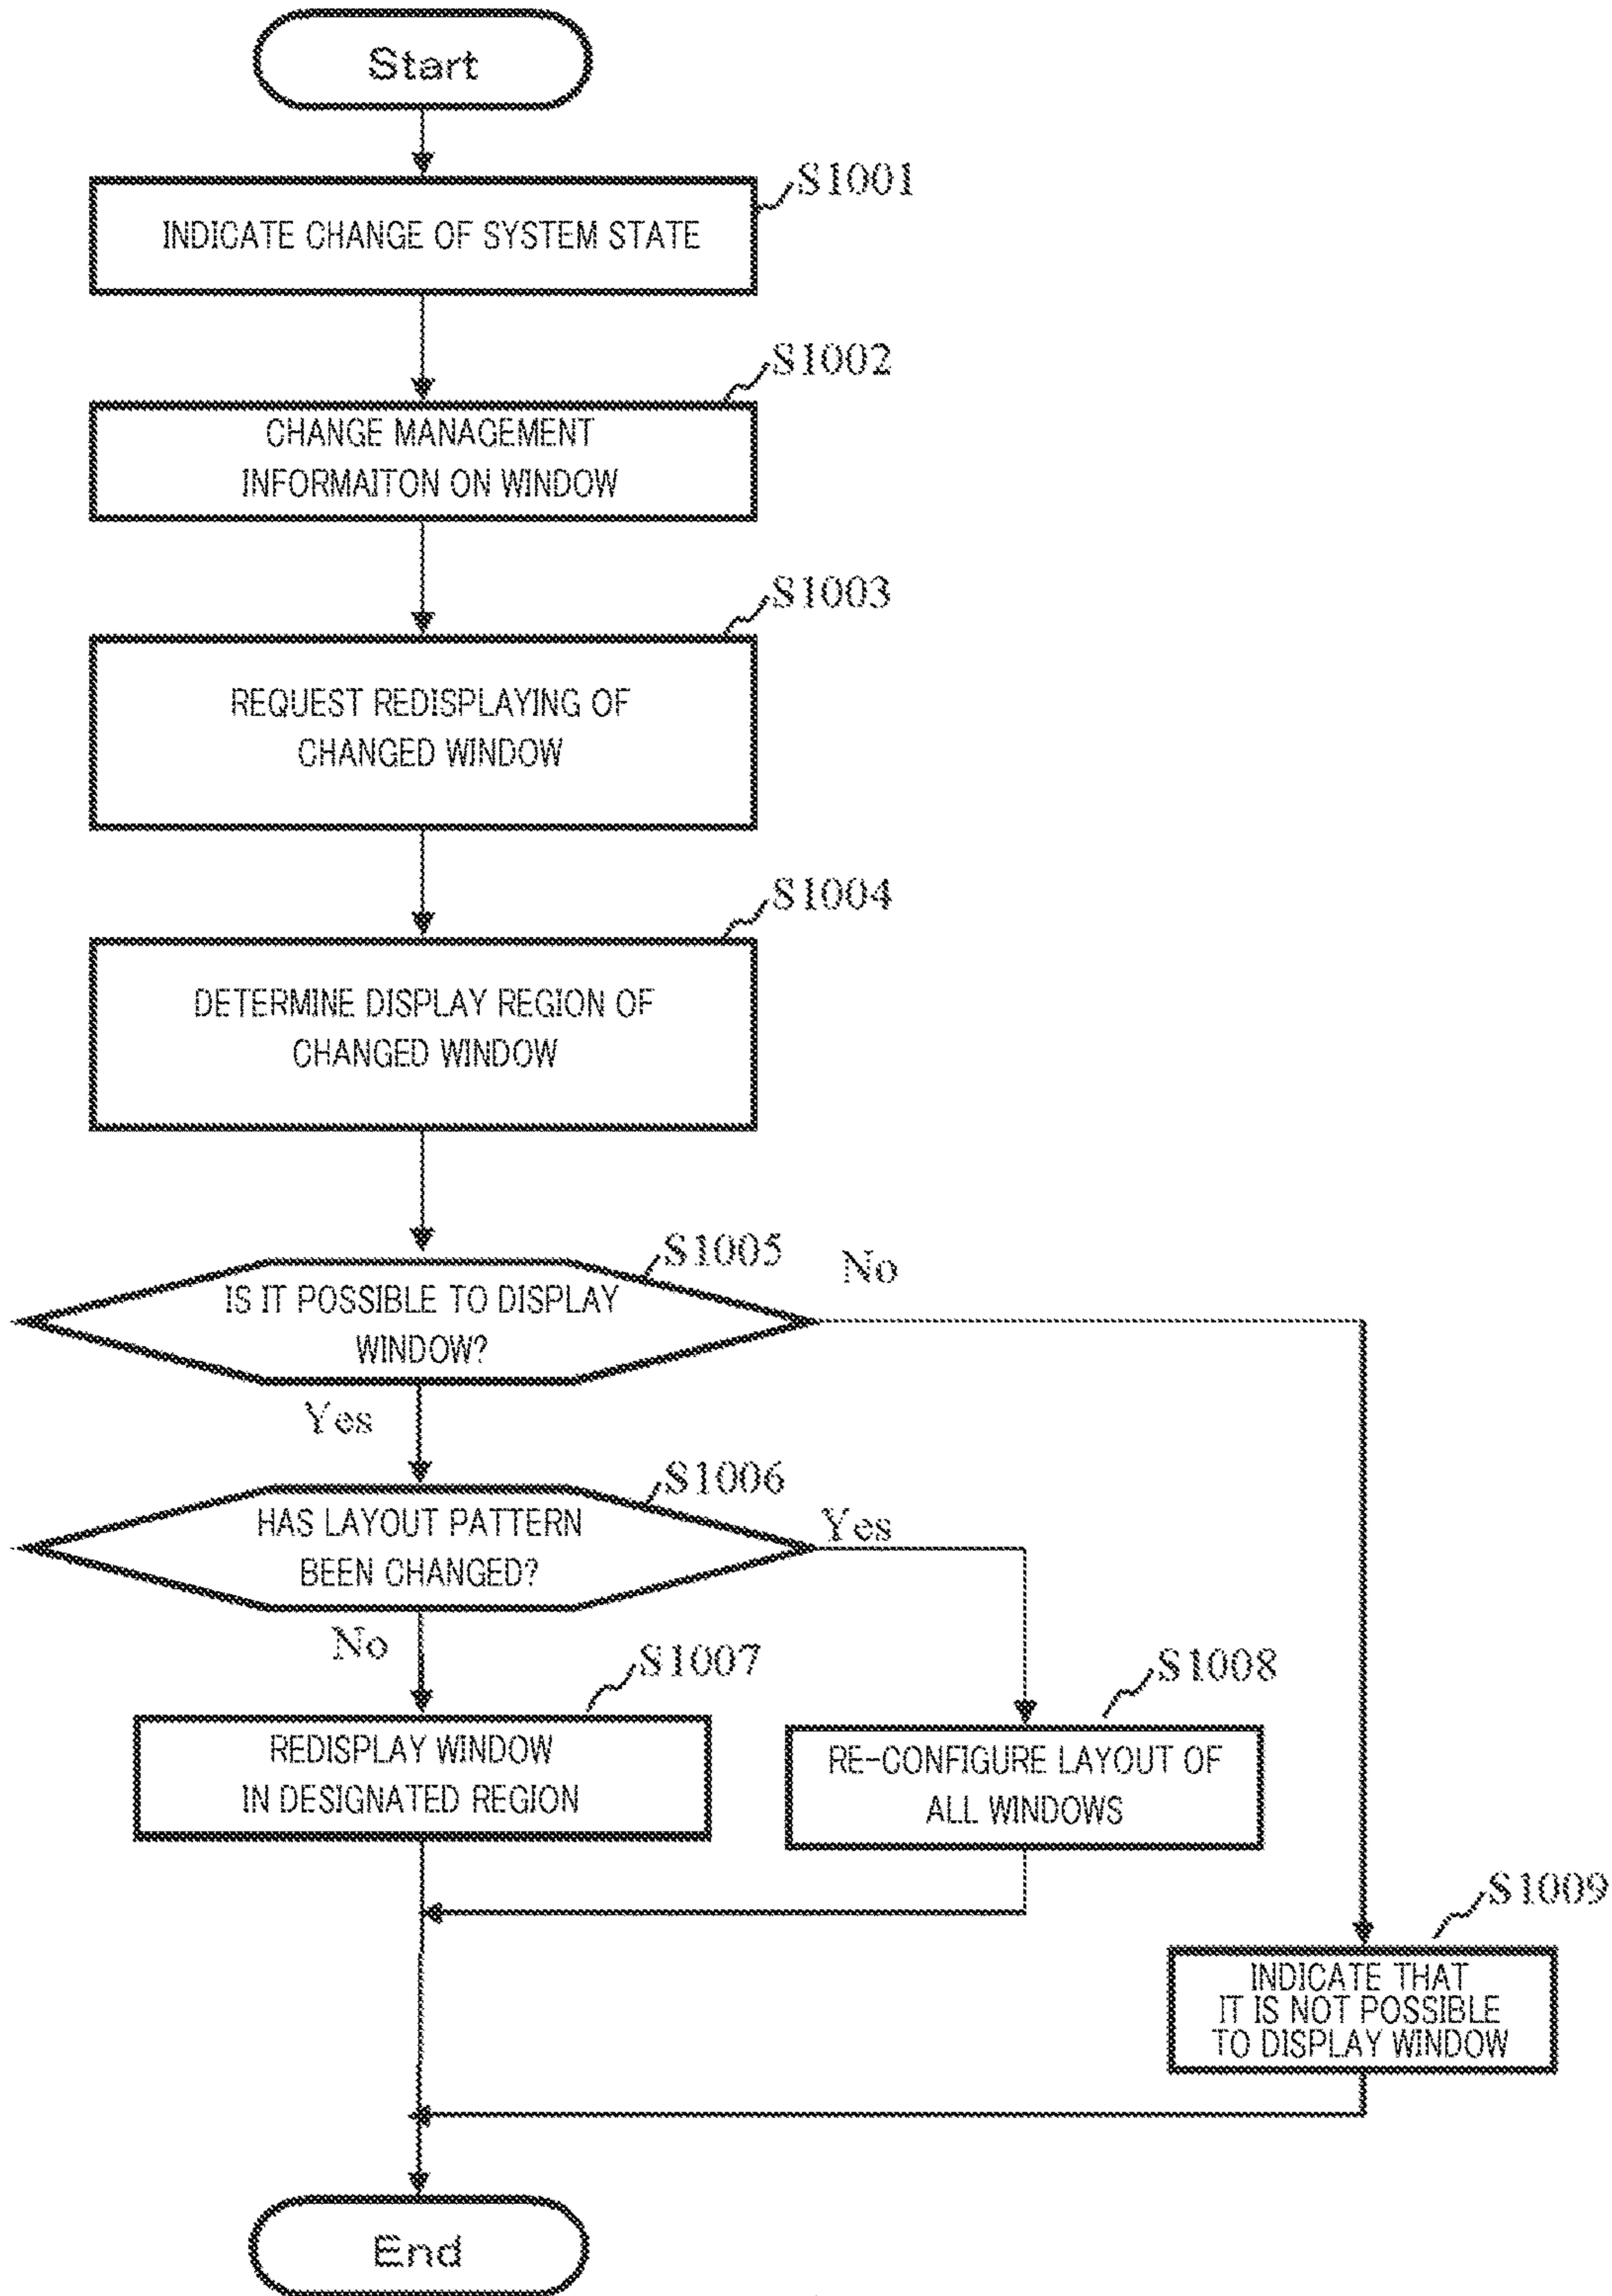 Start
S1001
INDICATE CHANGE OF SYSTEM STATE
S1002
CHANGE MANAGEMENT
INFORMAITON ON WINDOW
S1003
REQUEST REDISPLAYING OF
CHANGED WINDOW
S1004
DETERMINE DISPLAY REGION OF
CHANGED WINDOW
S1005
No
IS IT POSSIBLE TO DISPLAY
WINDOW?
Yes
S1006
HAS LAYOUT PATTERN
BEEN CHANGED?
Yes
No
S1007
S1008
REDISPLAY WINDOW
IN DESIGNATED REGION
RE-CONFIGURE LAYOUT OF
ALL WINDOWS
S1009
INDICATE THAT
IT IS NOT POSSIBLE
TO DISPLAY WINDOW
End